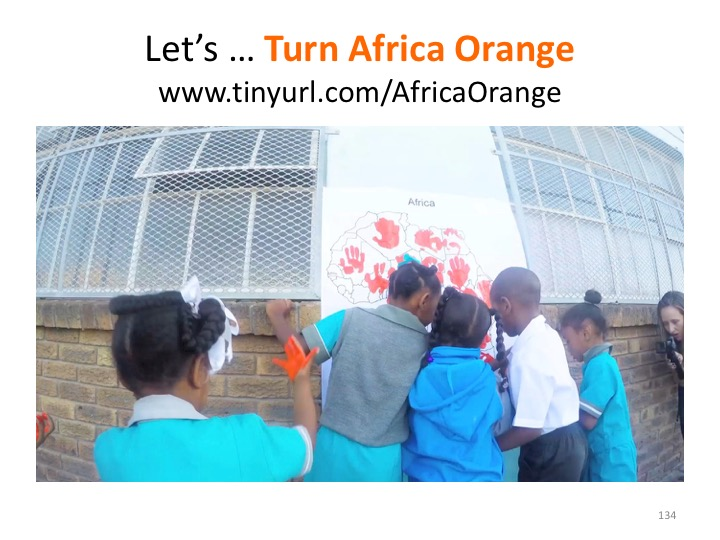 Let’s … Turn Africa Orange
www.tinyurl.com/AfricaOrange
Africa
134